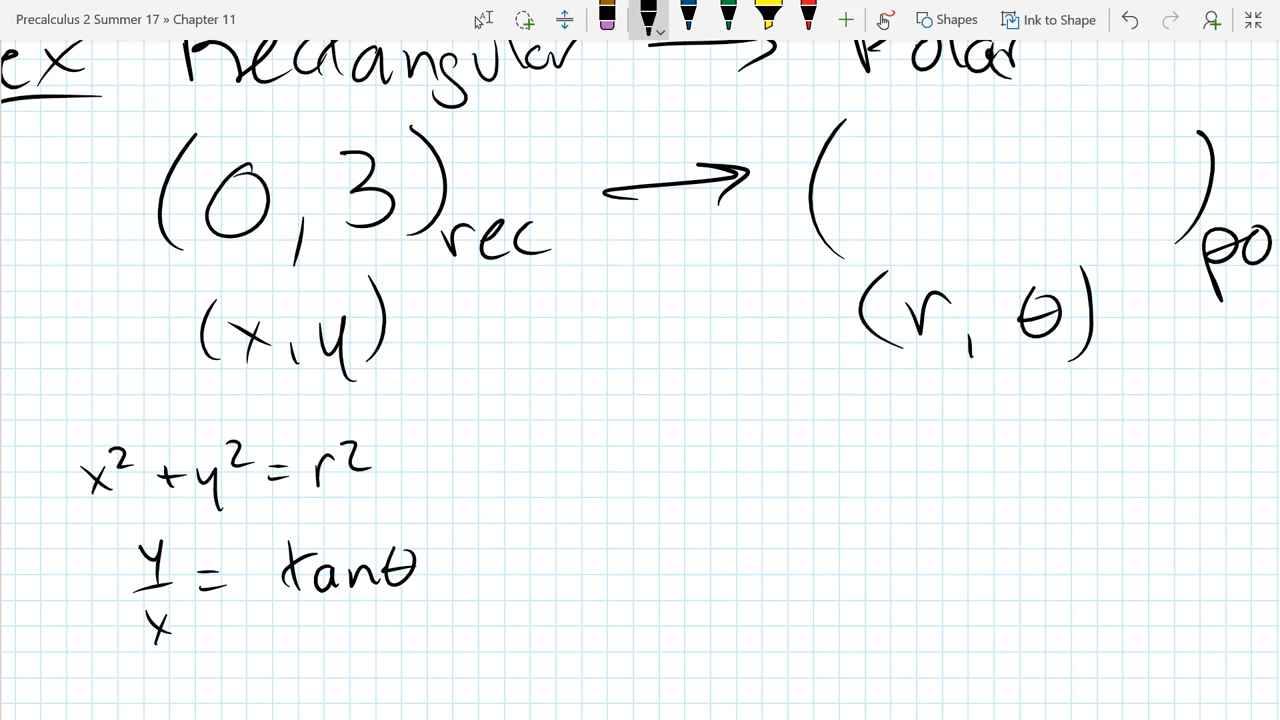 Precalculus 2 Summer 17 » Chapter 11
Shapes
Ink to Shape
ex Rectangular → Polar
(0, 3)rec ↔ ( )po
(x, y) (r, θ)
x² + y² = r²
y/x = tanθ